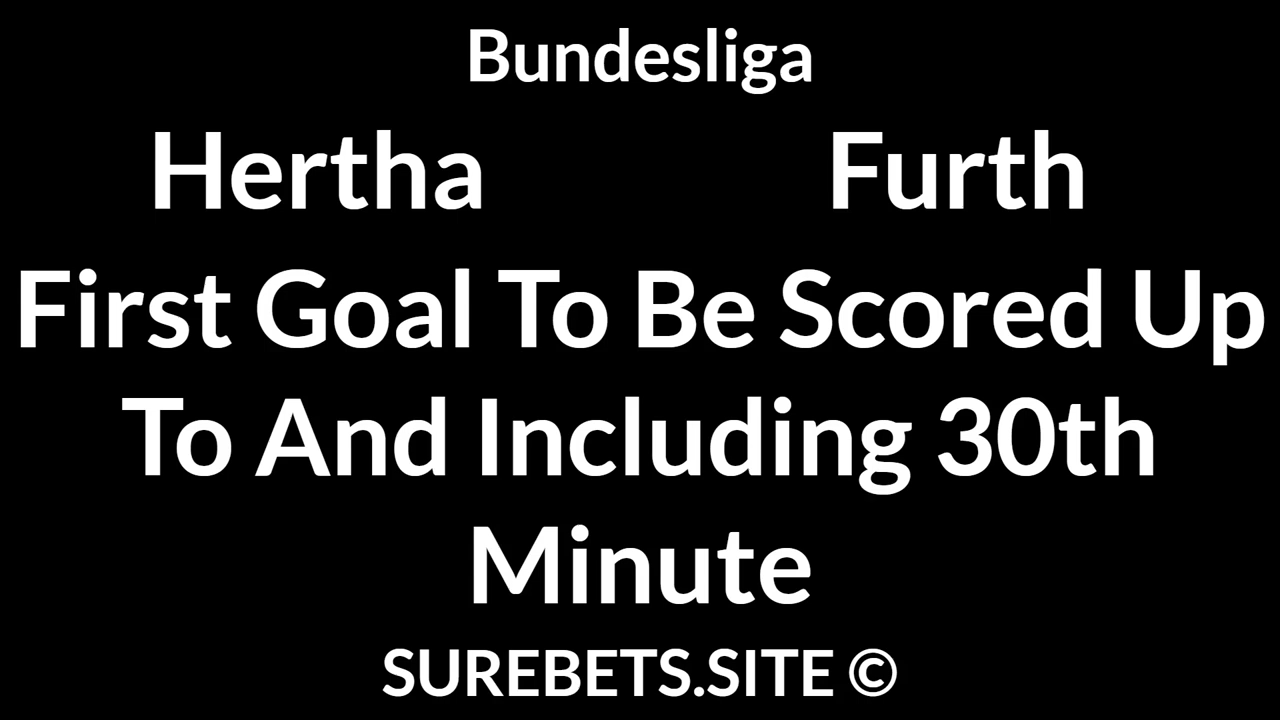 Bundesliga
Hertha Furth
First Goal To Be Scored Up
To And Including 30th
Minute
SUREBETS.SITE ©